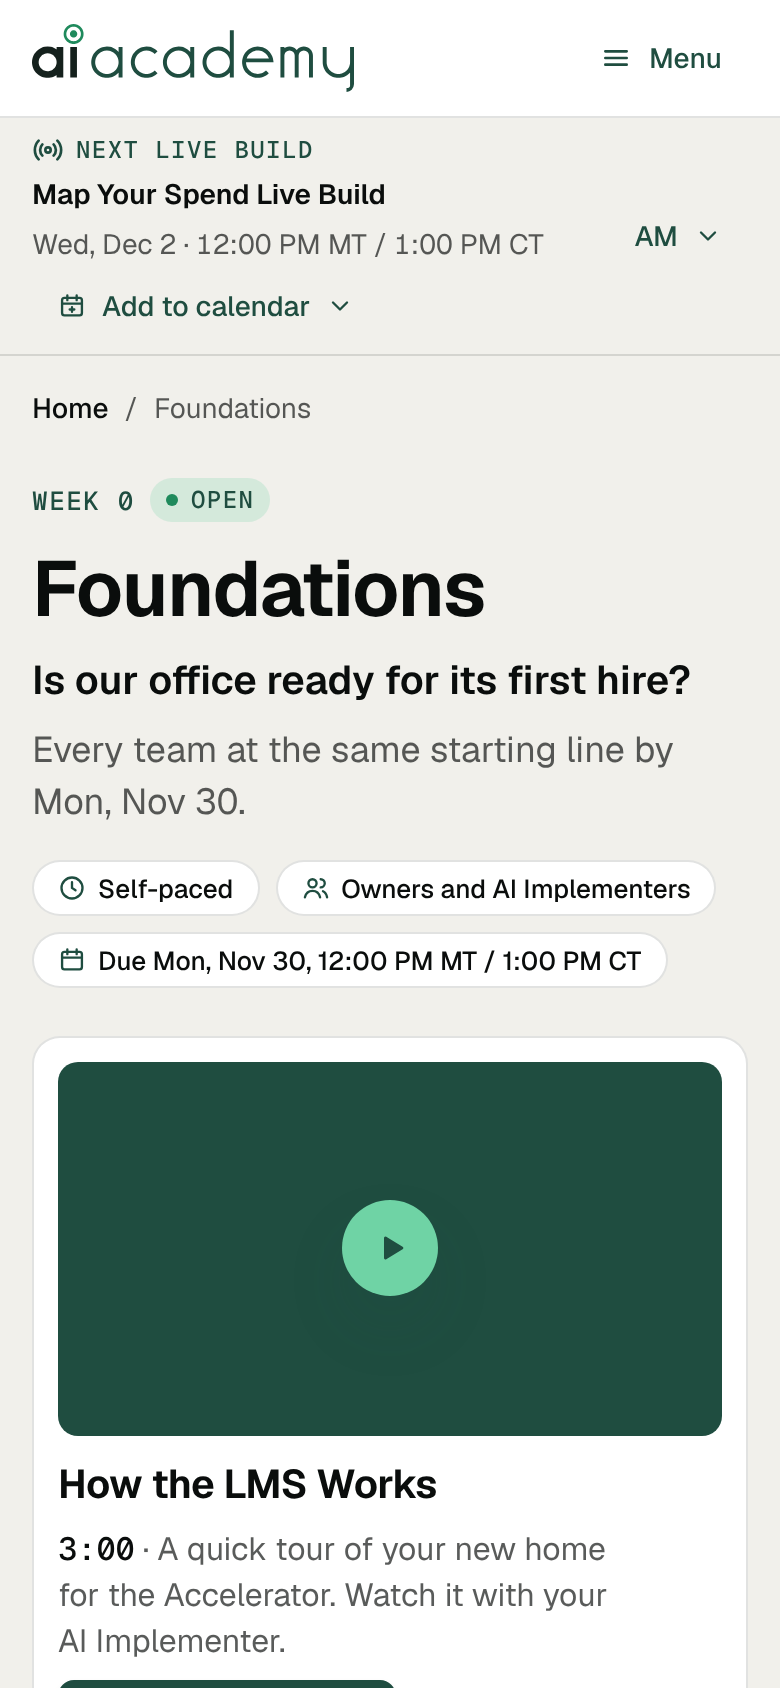 ai academy
Menu
NEXT LIVE BUILD
Map Your Spend Live Build
Wed, Dec 2 · 12:00 PM MT / 1:00 PM CT
AM
Add to calendar
Home / Foundations
WEEK 0
OPEN
Foundations
Is our office ready for its first hire?
Every team at the same starting line by
Mon, Nov 30.
Self-paced
Owners and AI Implementers
Due Mon, Nov 30, 12:00 PM MT / 1:00 PM CT
How the LMS Works
3:00 · A quick tour of your new home
for the Accelerator. Watch it with your
AI Implementer.